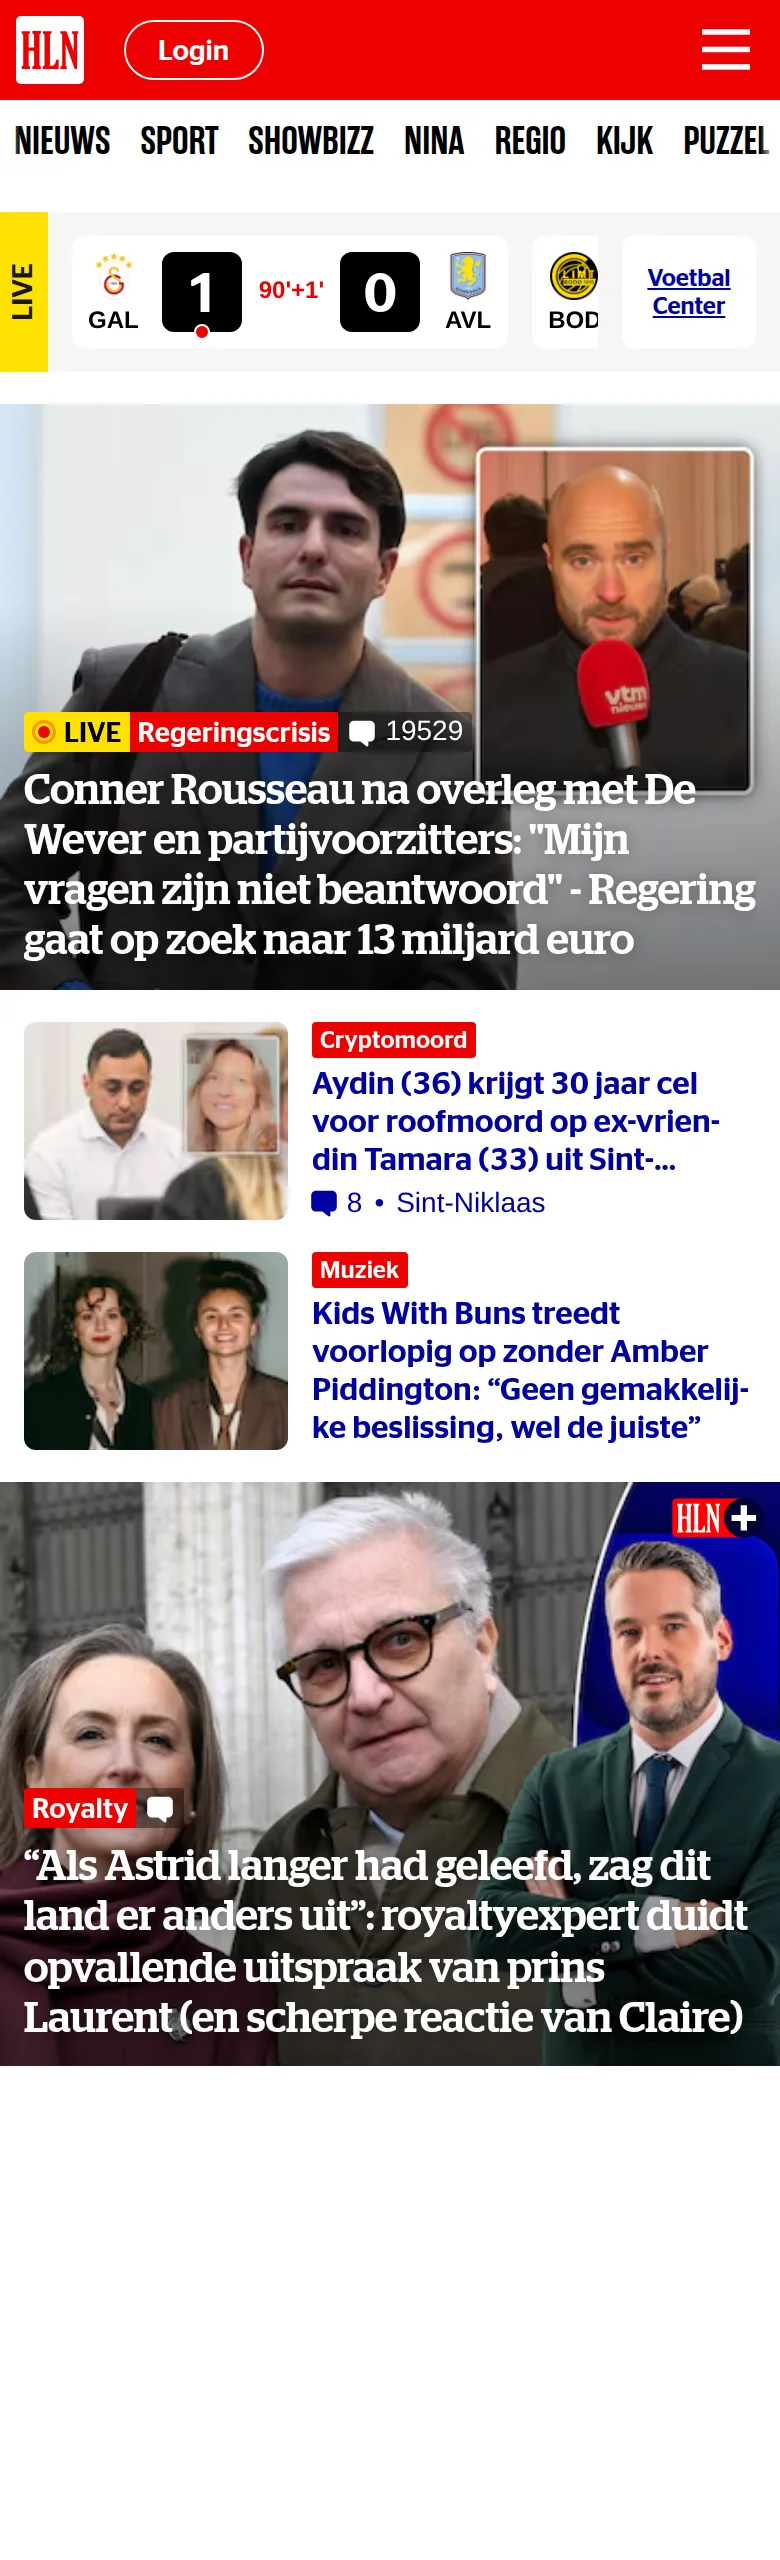 HLN
Login
NIEUWS SPORT SHOWBIZZ NINA REGIO KIJK PUZZEL
LIVE
GAL 1 90'+1' 0 AVL
BOD
Voetbal
Center
vtm
nieuws
LIVE Regeringscrisis 19529
Conner Rousseau na overleg met De
Wever en partijvoorzitters: "Mijn
vragen zijn niet beantwoord" - Regering
gaat op zoek naar 13 miljard euro
Cryptomoord
Aydin (36) krijgt 30 jaar cel
voor roofmoord op ex-vrien-
din Tamara (33) uit Sint-...
8 • Sint-Niklaas
Muziek
Kids With Buns treedt
voorlopig op zonder Amber
Piddington: “Geen gemakkelij-
ke beslissing, wel de juiste”
HLN+
Royalty
“Als Astrid langer had geleefd, zag dit
land er anders uit”: royaltyexpert duidt
opvallende uitspraak van prins
Laurent (en scherpe reactie van Claire)